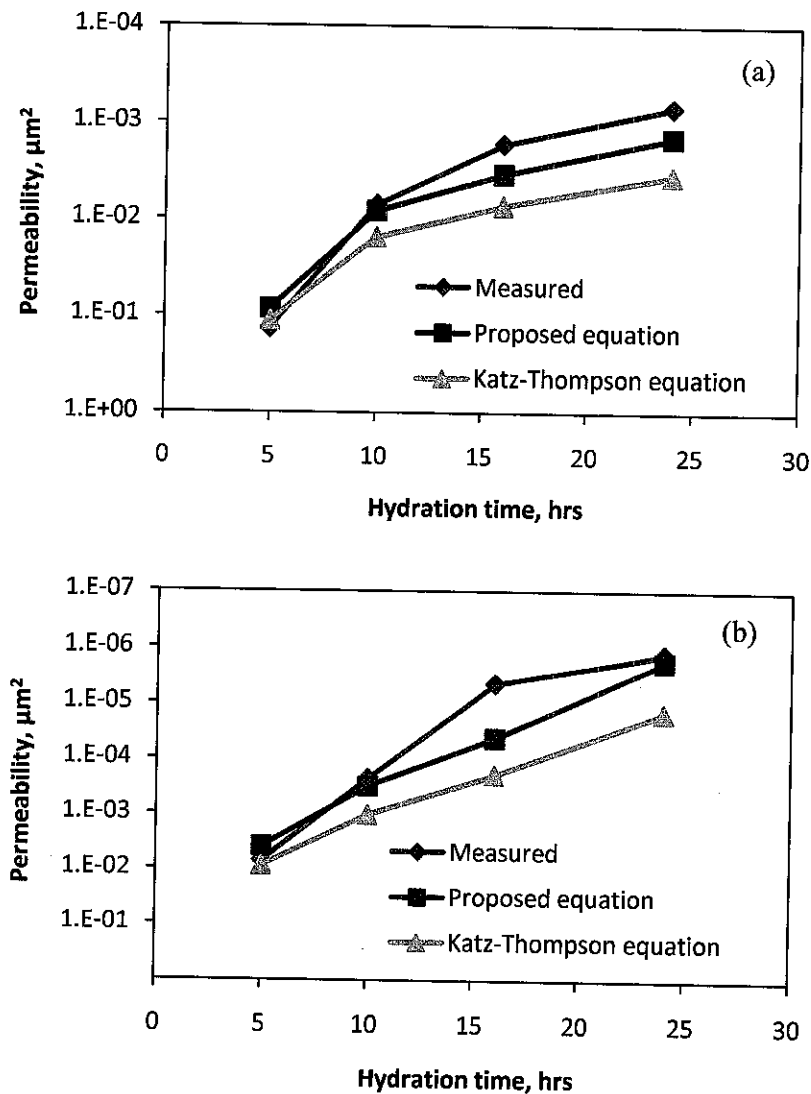 1.E-04
(a)
1.E-03
1.E-02
1.E-01
1.E+00
Permeability, µm²
Measured
Proposed equation
Katz-Thompson equation
0 5 10 15 20 25 30
Hydration time, hrs
1.E-07
(b)
1.E-06
1.E-05
1.E-04
1.E-03
1.E-02
1.E-01
Permeability, µm²
Measured
Proposed equation
Katz-Thompson equation
0 5 10 15 20 25 30
Hydration time, hrs